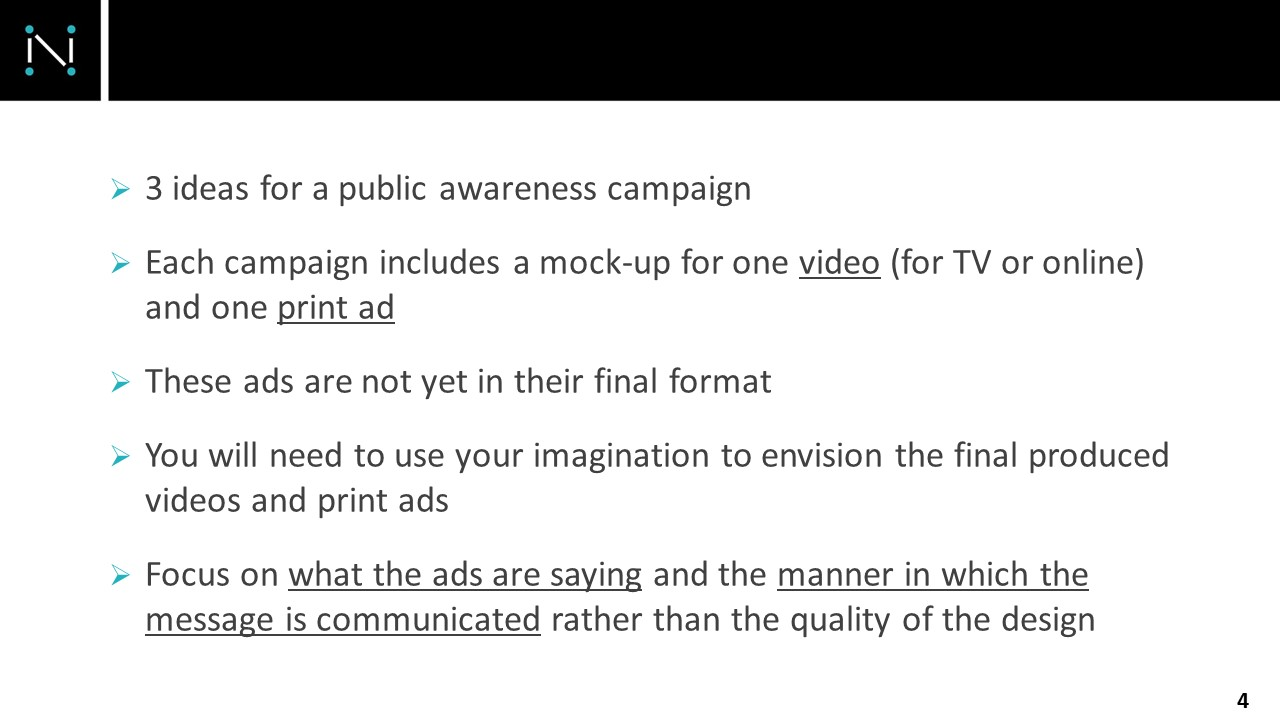 3 ideas for a public awareness campaign
Each campaign includes a mock-up for one video (for TV or online)
and one print ad
These ads are not yet in their final format
You will need to use your imagination to envision the final produced
videos and print ads
Focus on what the ads are saying and the manner in which the
message is communicated rather than the quality of the design
4